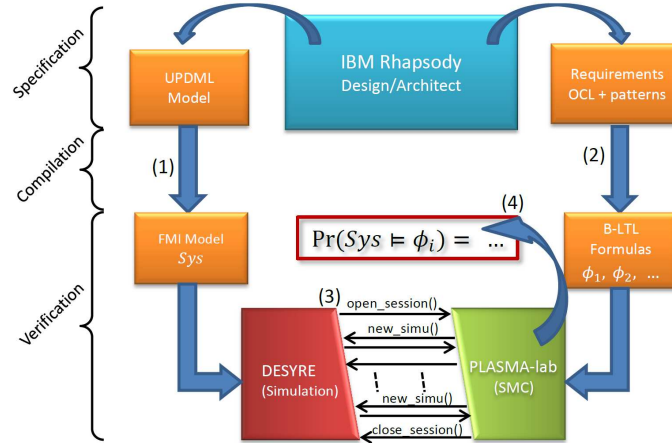 Specification
Compilation
Verification
IBM Rhapsody
Design/Architect
UPDML
Model
Requirements
OCL + patterns
(1)
(2)
(4)
FMI Model
Sys
Pr(Sys ⊨ ϕi) = ...
B-LTL
Formulas
ϕ1, ϕ2, ...
(3)
open_session()
new_simu()
DESYRE
(Simulation)
PLASMA-lab
(SMC)
new_simu()
close_session()